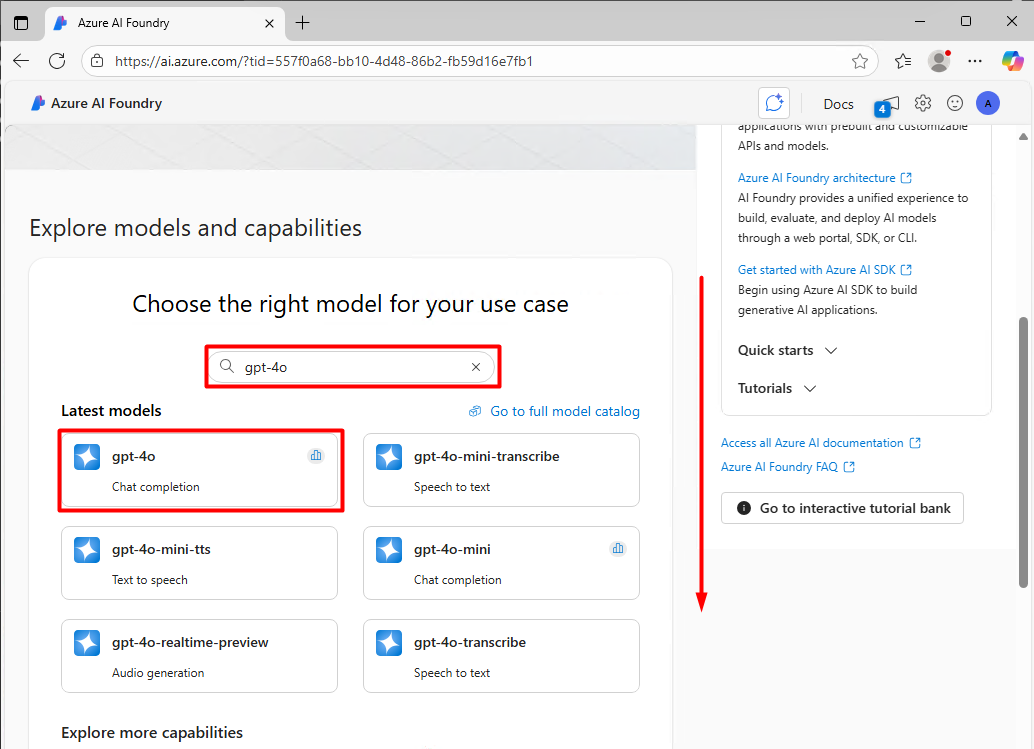 Azure AI Foundry
https://ai.azure.com/?tid=557f0a68-bb10-4d48-86b2-fb59d16e7fb1
Azure AI Foundry
Docs
4
A
applications with prebuilt and customizable
APIs and models.
Azure AI Foundry architecture
AI Foundry provides a unified experience to
build, evaluate, and deploy AI models
through a web portal, SDK, or CLI.
Get started with Azure AI SDK
Begin using Azure AI SDK to build
generative AI applications.
Quick starts
Tutorials
Access all Azure AI documentation
Azure AI Foundry FAQ
Go to interactive tutorial bank
Explore models and capabilities
Choose the right model for your use case
gpt-4o
Latest models
Go to full model catalog
gpt-4o
Chat completion
gpt-4o-mini-transcribe
Speech to text
gpt-4o-mini-tts
Text to speech
gpt-4o-mini
Chat completion
gpt-4o-realtime-preview
Audio generation
gpt-4o-transcribe
Speech to text
Explore more capabilities